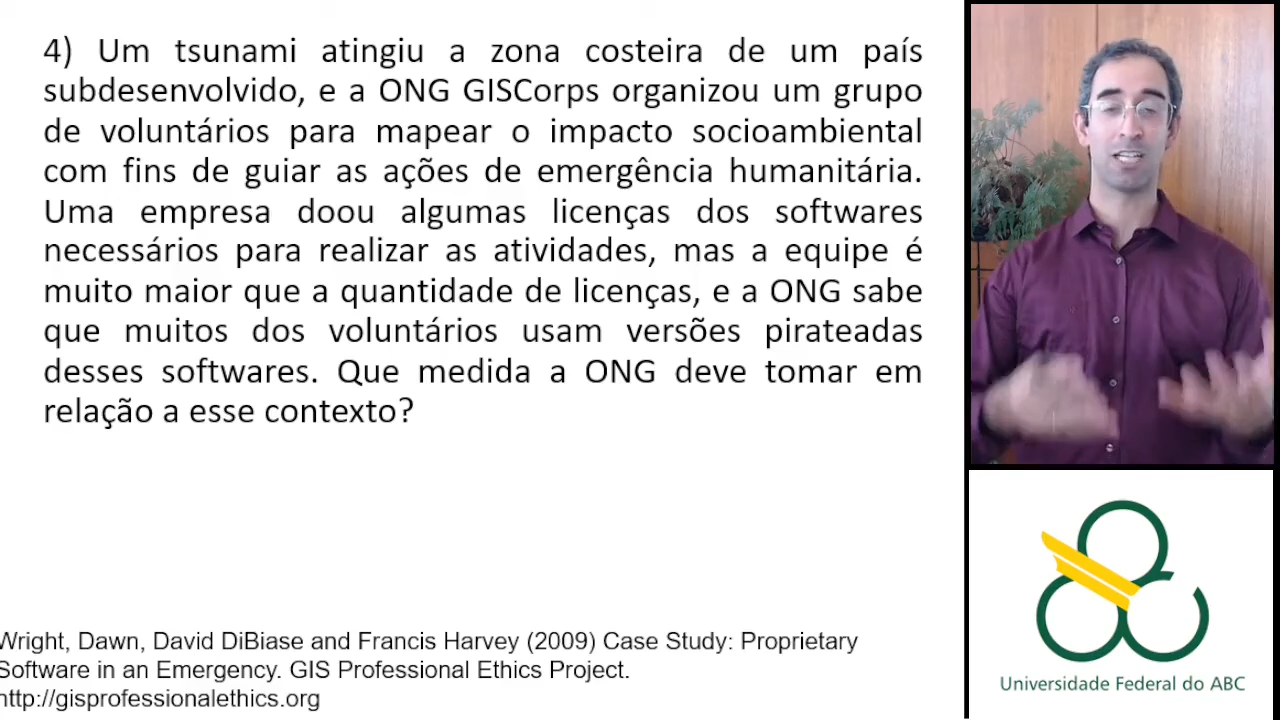 4) Um tsunami atingiu a zona costeira de um país
subdesenvolvido, e a ONG GISCorps organizou um grupo
de voluntários para mapear o impacto socioambiental
com fins de guiar as ações de emergência humanitária.
Uma empresa doou algumas licenças dos softwares
necessários para realizar as atividades, mas a equipe é
muito maior que a quantidade de licenças, e a ONG sabe
que muitos dos voluntários usam versões pirateadas
desses softwares. Que medida a ONG deve tomar em
relação a esse contexto?
Wright, Dawn, David DiBiase and Francis Harvey (2009) Case Study: Proprietary
Software in an Emergency. GIS Professional Ethics Project.
http://gisprofessionalethics.org
Universidade Federal do ABC